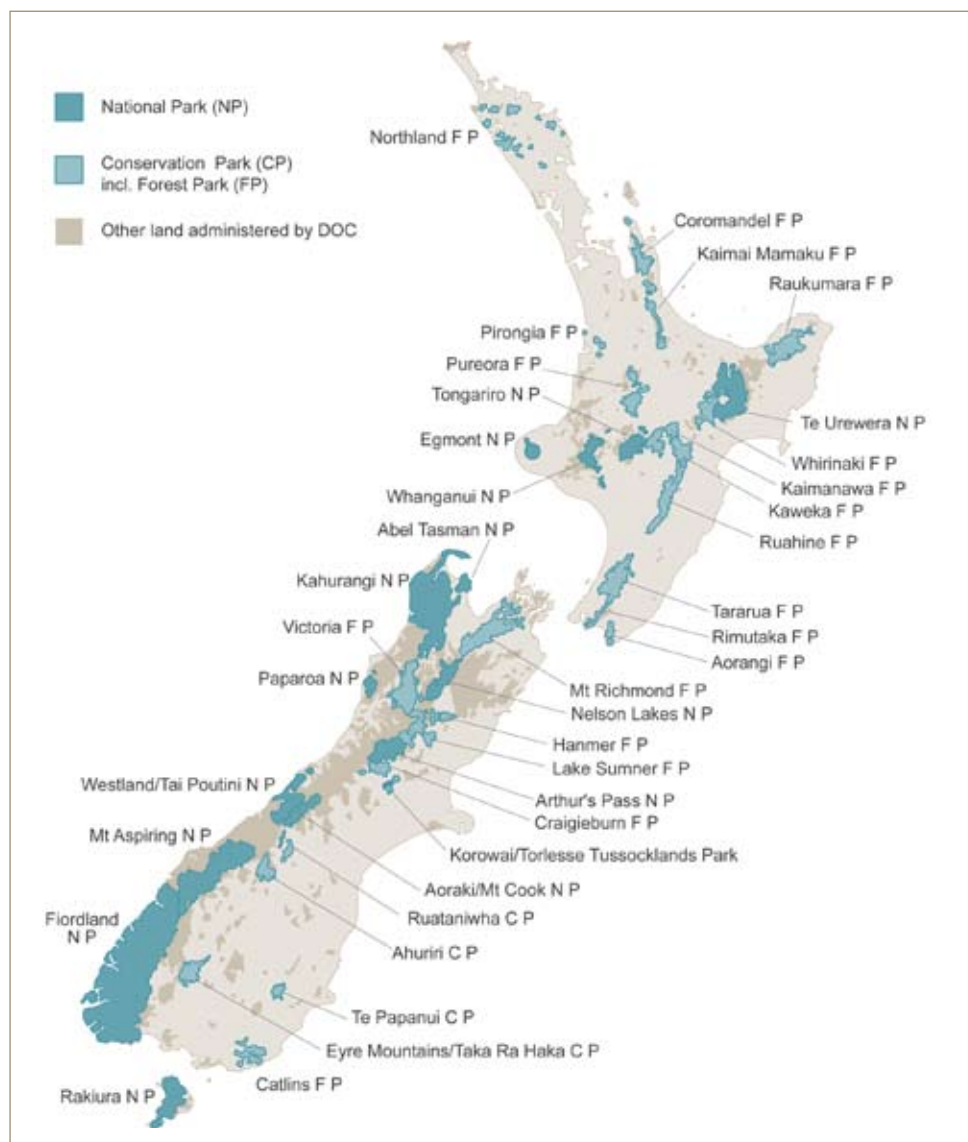 National Park (NP)
Conservation Park (CP)
incl. Forest Park (FP)
Other land administered by DOC
Northland F P
Coromandel F P
Kaimai Mamaku F P
Raukumara F P
Pirongia F P
Pureora F P
Tongariro N P
Te Urewera N P
Egmont N P
Whirinaki F P
Kaimanawa F P
Whanganui N P
Kaweka F P
Abel Tasman N P
Ruahine F P
Kahurangi N P
Tararua F P
Victoria F P
Rimutaka F P
Aorangi F P
Paparoa N P
Mt Richmond F P
Nelson Lakes N P
Hanmer F P
Lake Sumner F P
Westland/Tai Poutini N P
Arthur's Pass N P
Craigieburn F P
Mt Aspiring N P
Korowai/Torlesse Tussocklands Park
Aoraki/Mt Cook N P
Fiordland
N P
Ruataniwha C P
Ahuriri C P
Te Papanui C P
Eyre Mountains/Taka Ra Haka C P
Catlins F P
Rakiura N P